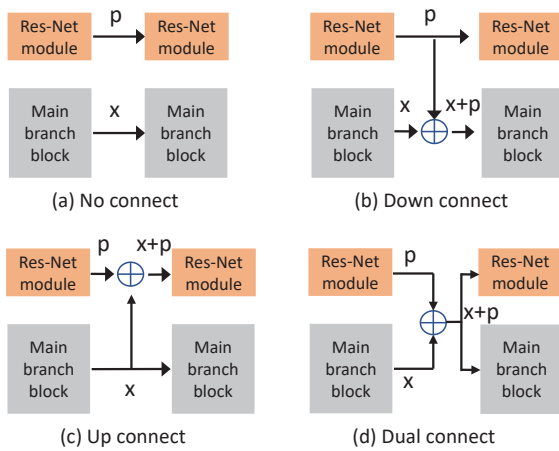 p
Res-Net
module
Res-Net
module
x
Main
branch
block
Main
branch
block
(a) No connect
p
Res-Net
module
Res-Net
module
x
x+p
Main
branch
block
Main
branch
block
(b) Down connect
p
x+p
Res-Net
module
Res-Net
module
Main
branch
block
x
Main
branch
block
(c) Up connect
p
Res-Net
module
Res-Net
module
x+p
Main
branch
block
x
Main
branch
block
(d) Dual connect